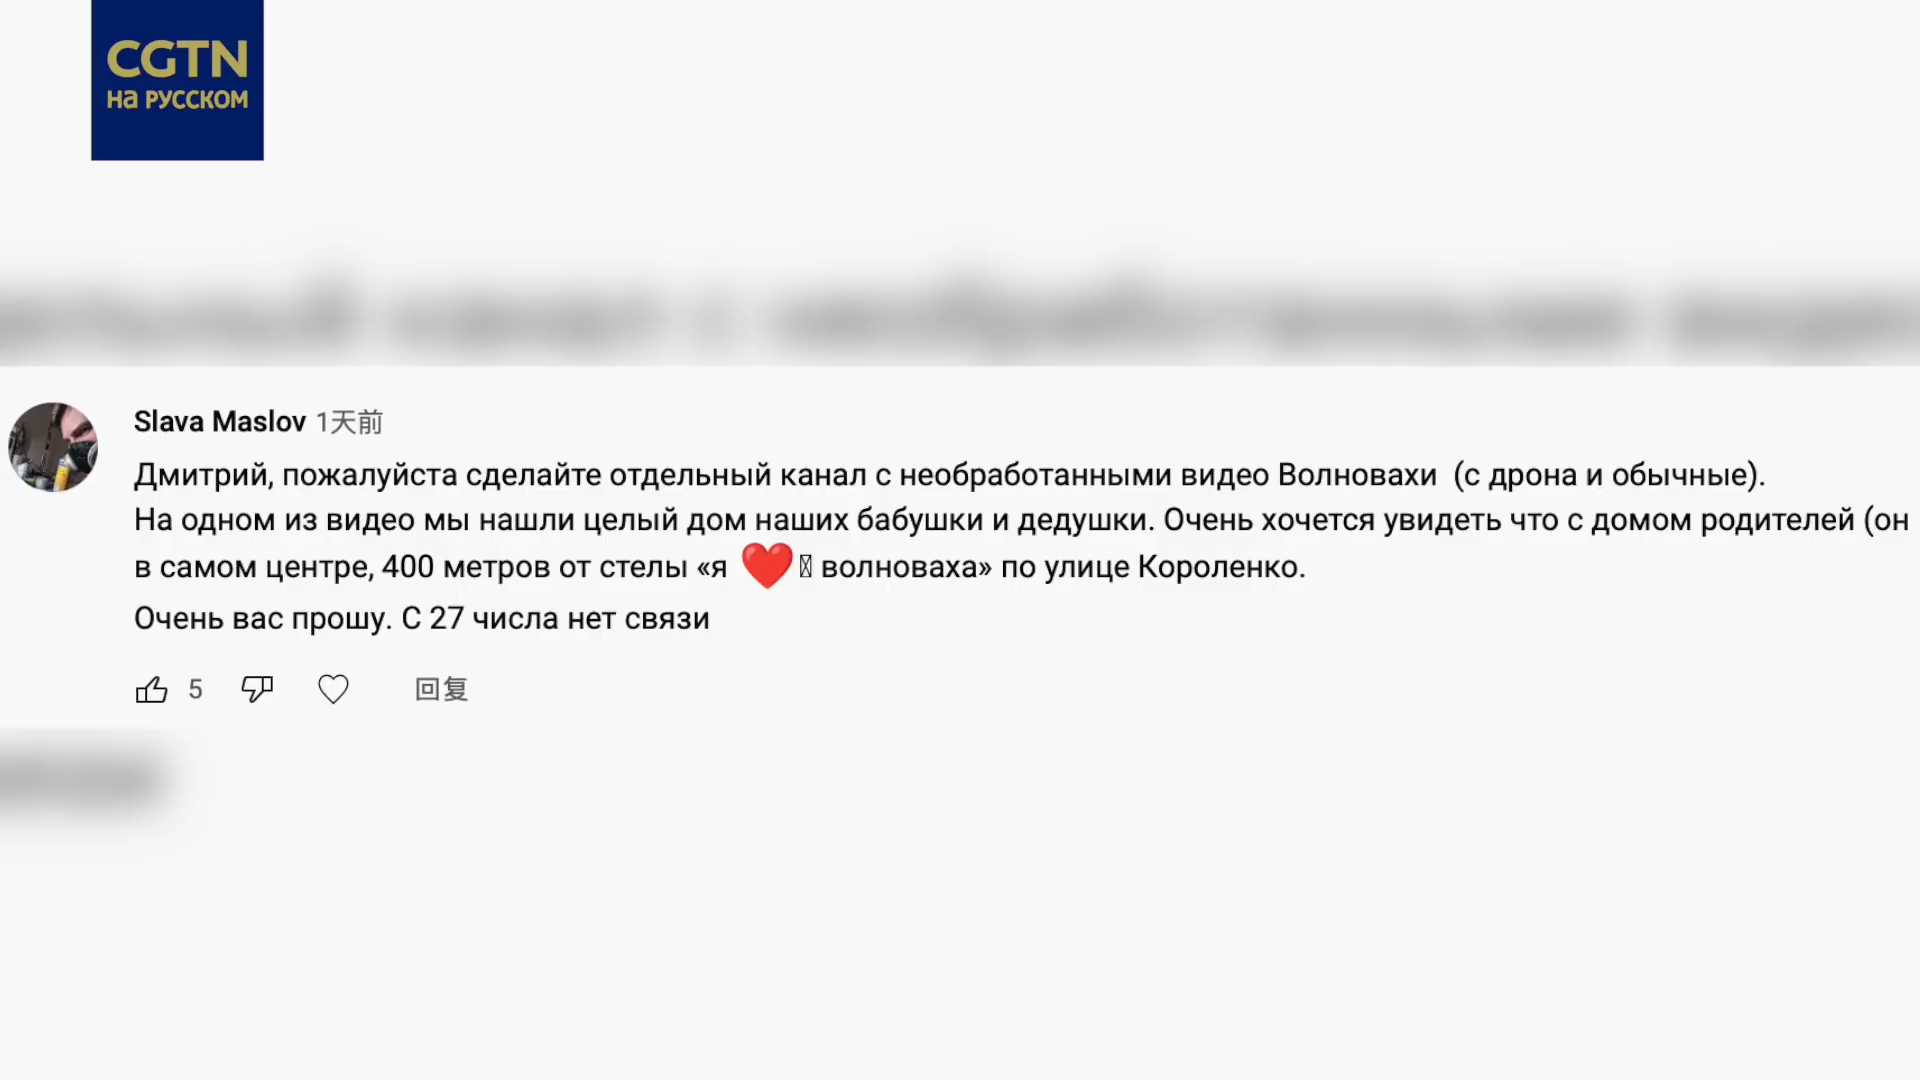 CGTN
на русском
Slava Maslov 1天前
Дмитрий, пожалуйста сделайте отдельный канал с необработанными видео Волновахи (с дрона и обычные).
На одном из видео мы нашли целый дом наших бабушки и дедушки. Очень хочется увидеть что с домом родителей (он
в самом центре, 400 метров от стелы «я ❤️ волноваха» по улице Короленко.
Очень вас прошу. С 27 числа нет связи
5 回复